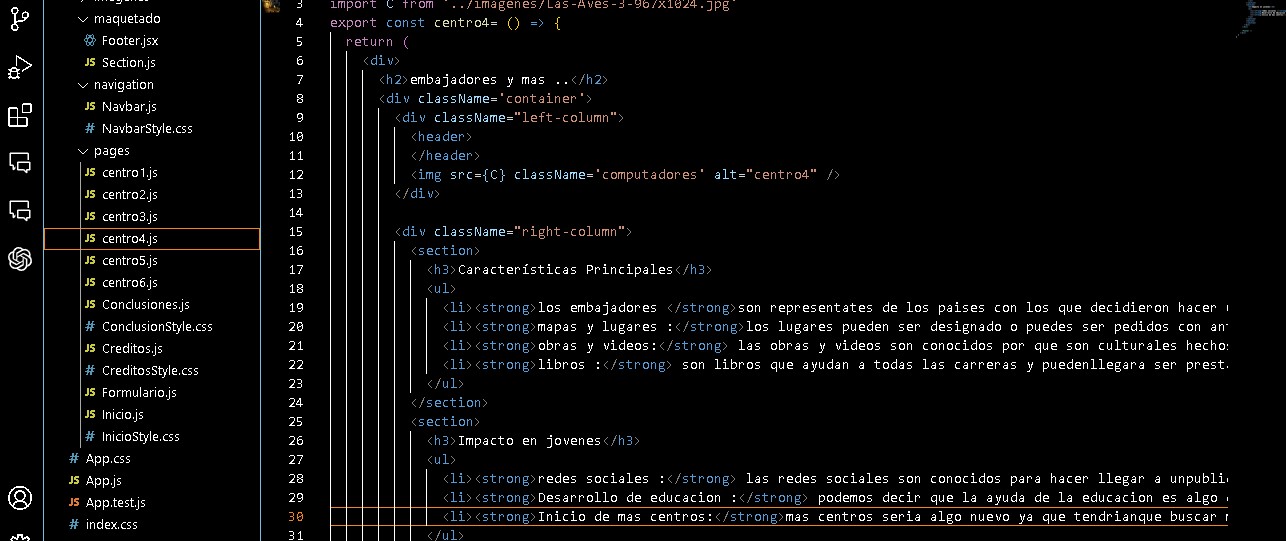 maquetado
Footer.jsx
JS Section.js
navigation
JS Navbar.js
# NavbarStyle.css
pages
JS centro1.js
JS centro2.js
JS centro3.js
JS centro4.js
JS centro5.js
JS centro6.js
JS Conclusiones.js
# ConclusionStyle.css
JS Creditos.js
# CreditosStyle.css
JS Formulario.js
JS Inicio.js
# InicioStyle.css
# App.css
JS App.js
JS App.test.js
# index.css
3 import C from '../imagenes/Las-Aves-3-967x1024.jpg'
4 export const centro4= () => {
5 return (
6 <div>
7 <h2>embajadores y mas ..</h2>
8 <div className='container'>
9 <div className="left-column">
10 <header>
11 </header>
12 <img src={C} className='computadores' alt="centro4" />
13 </div>
14
15 <div className="right-column">
16 <section>
17 <h3>Características Principales</h3>
18 <ul>
19 <li><strong>los embajadores </strong>son representates de los paises con los que decidieron hacer
20 <li><strong>mapas y lugares :</strong>los lugares pueden ser designado o puedes ser pedidos con an
21 <li><strong>obras y videos:</strong> las obras y videos son conocidos por que son culturales hechos
22 <li><strong>libros :</strong> son libros que ayudan a todas las carreras y puedenllegara ser prest
23 </ul>
24 </section>
25 <section>
26 <h3>Impacto en jovenes</h3>
27 <ul>
28 <li><strong>redes sociales :</strong> las redes sociales son conocidos para hacer llegar a unpubli
29 <li><strong>Desarrollo de educacion :</strong> podemos decir que la ayuda de la educacion es algo
30 <li><strong>Inicio de mas centros:</strong>mas centros seria algo nuevo ya que tendrianque buscar
31 </ul>